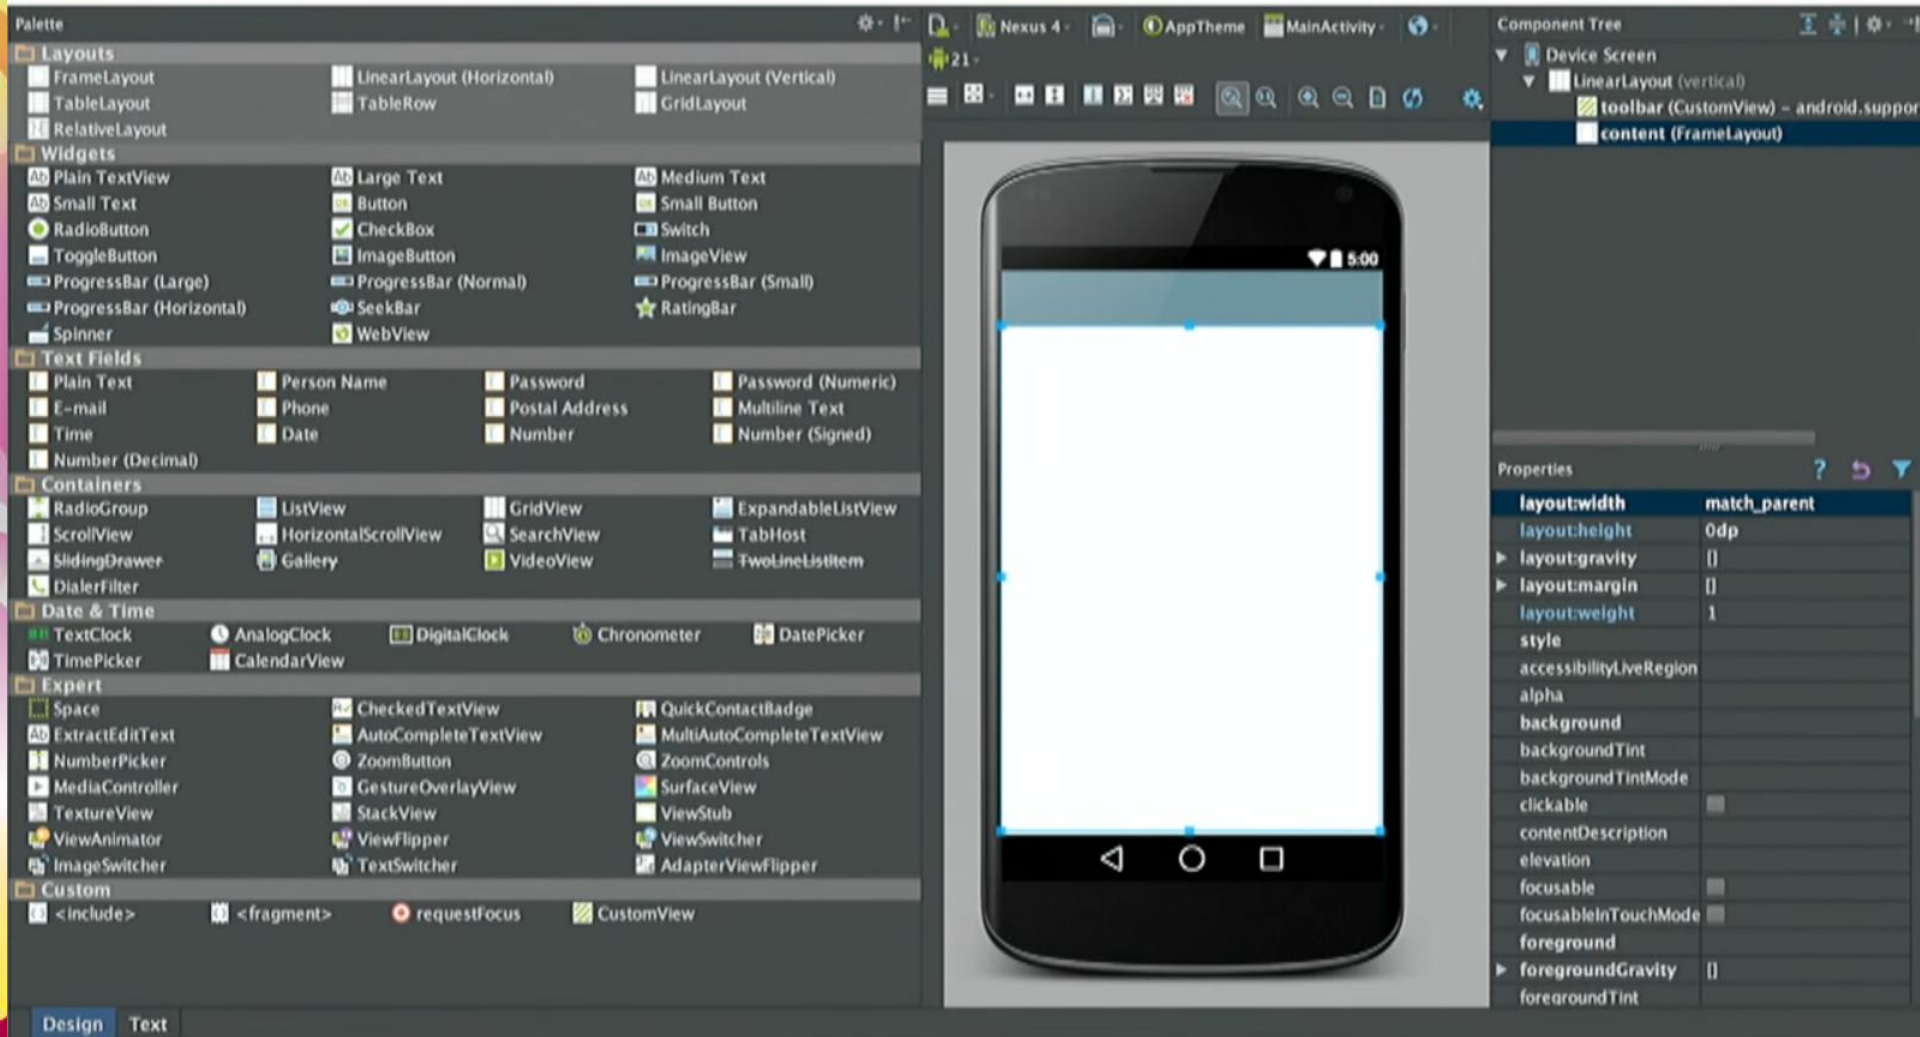 Palette
Layouts
FrameLayout LinearLayout (Horizontal) LinearLayout (Vertical)
TableLayout TableRow GridLayout
RelativeLayout
Widgets
Plain TextView Large Text Medium Text
Small Text Button Small Button
RadioButton CheckBox Switch
ToggleButton ImageButton ImageView
ProgressBar (Large) ProgressBar (Normal) ProgressBar (Small)
ProgressBar (Horizontal) SeekBar RatingBar
Spinner WebView
Text Fields
Plain Text Person Name Password Password (Numeric)
E-mail Phone Postal Address Multiline Text
Time Date Number Number (Signed)
Number (Decimal)
Containers
RadioGroup ListView GridView ExpandableListView
ScrollView HorizontalScrollView SearchView TabHost
SlidingDrawer Gallery VideoView TwoLineListItem
DialerFilter
Date & Time
TextClock AnalogClock DigitalClock Chronometer DatePicker
TimePicker CalendarView
Expert
Space CheckedTextView QuickContactBadge
ExtractEditText AutoCompleteTextView MultiAutoCompleteTextView
NumberPicker ZoomButton ZoomControls
MediaController GestureOverlayView SurfaceView
TextureView StackView ViewStub
ViewAnimator ViewFlipper ViewSwitcher
ImageSwitcher TextSwitcher AdapterViewFlipper
Custom
<include> <fragment> requestFocus CustomView
Design Text
Nexus 4 AppTheme MainActivity
21
5:00
Component Tree
Device Screen
LinearLayout (vertical)
toolbar (CustomView) - android.suppor
content (FrameLayout)
Properties ?
layout:width match_parent
layout:height 0dp
layout:gravity []
layout:margin []
layout:weight 1
style
accessibilityLiveRegion
alpha
background
backgroundTint
backgroundTintMode
clickable
contentDescription
elevation
focusable
focusableInTouchMode
foreground
foregroundGravity []
foregroundTint